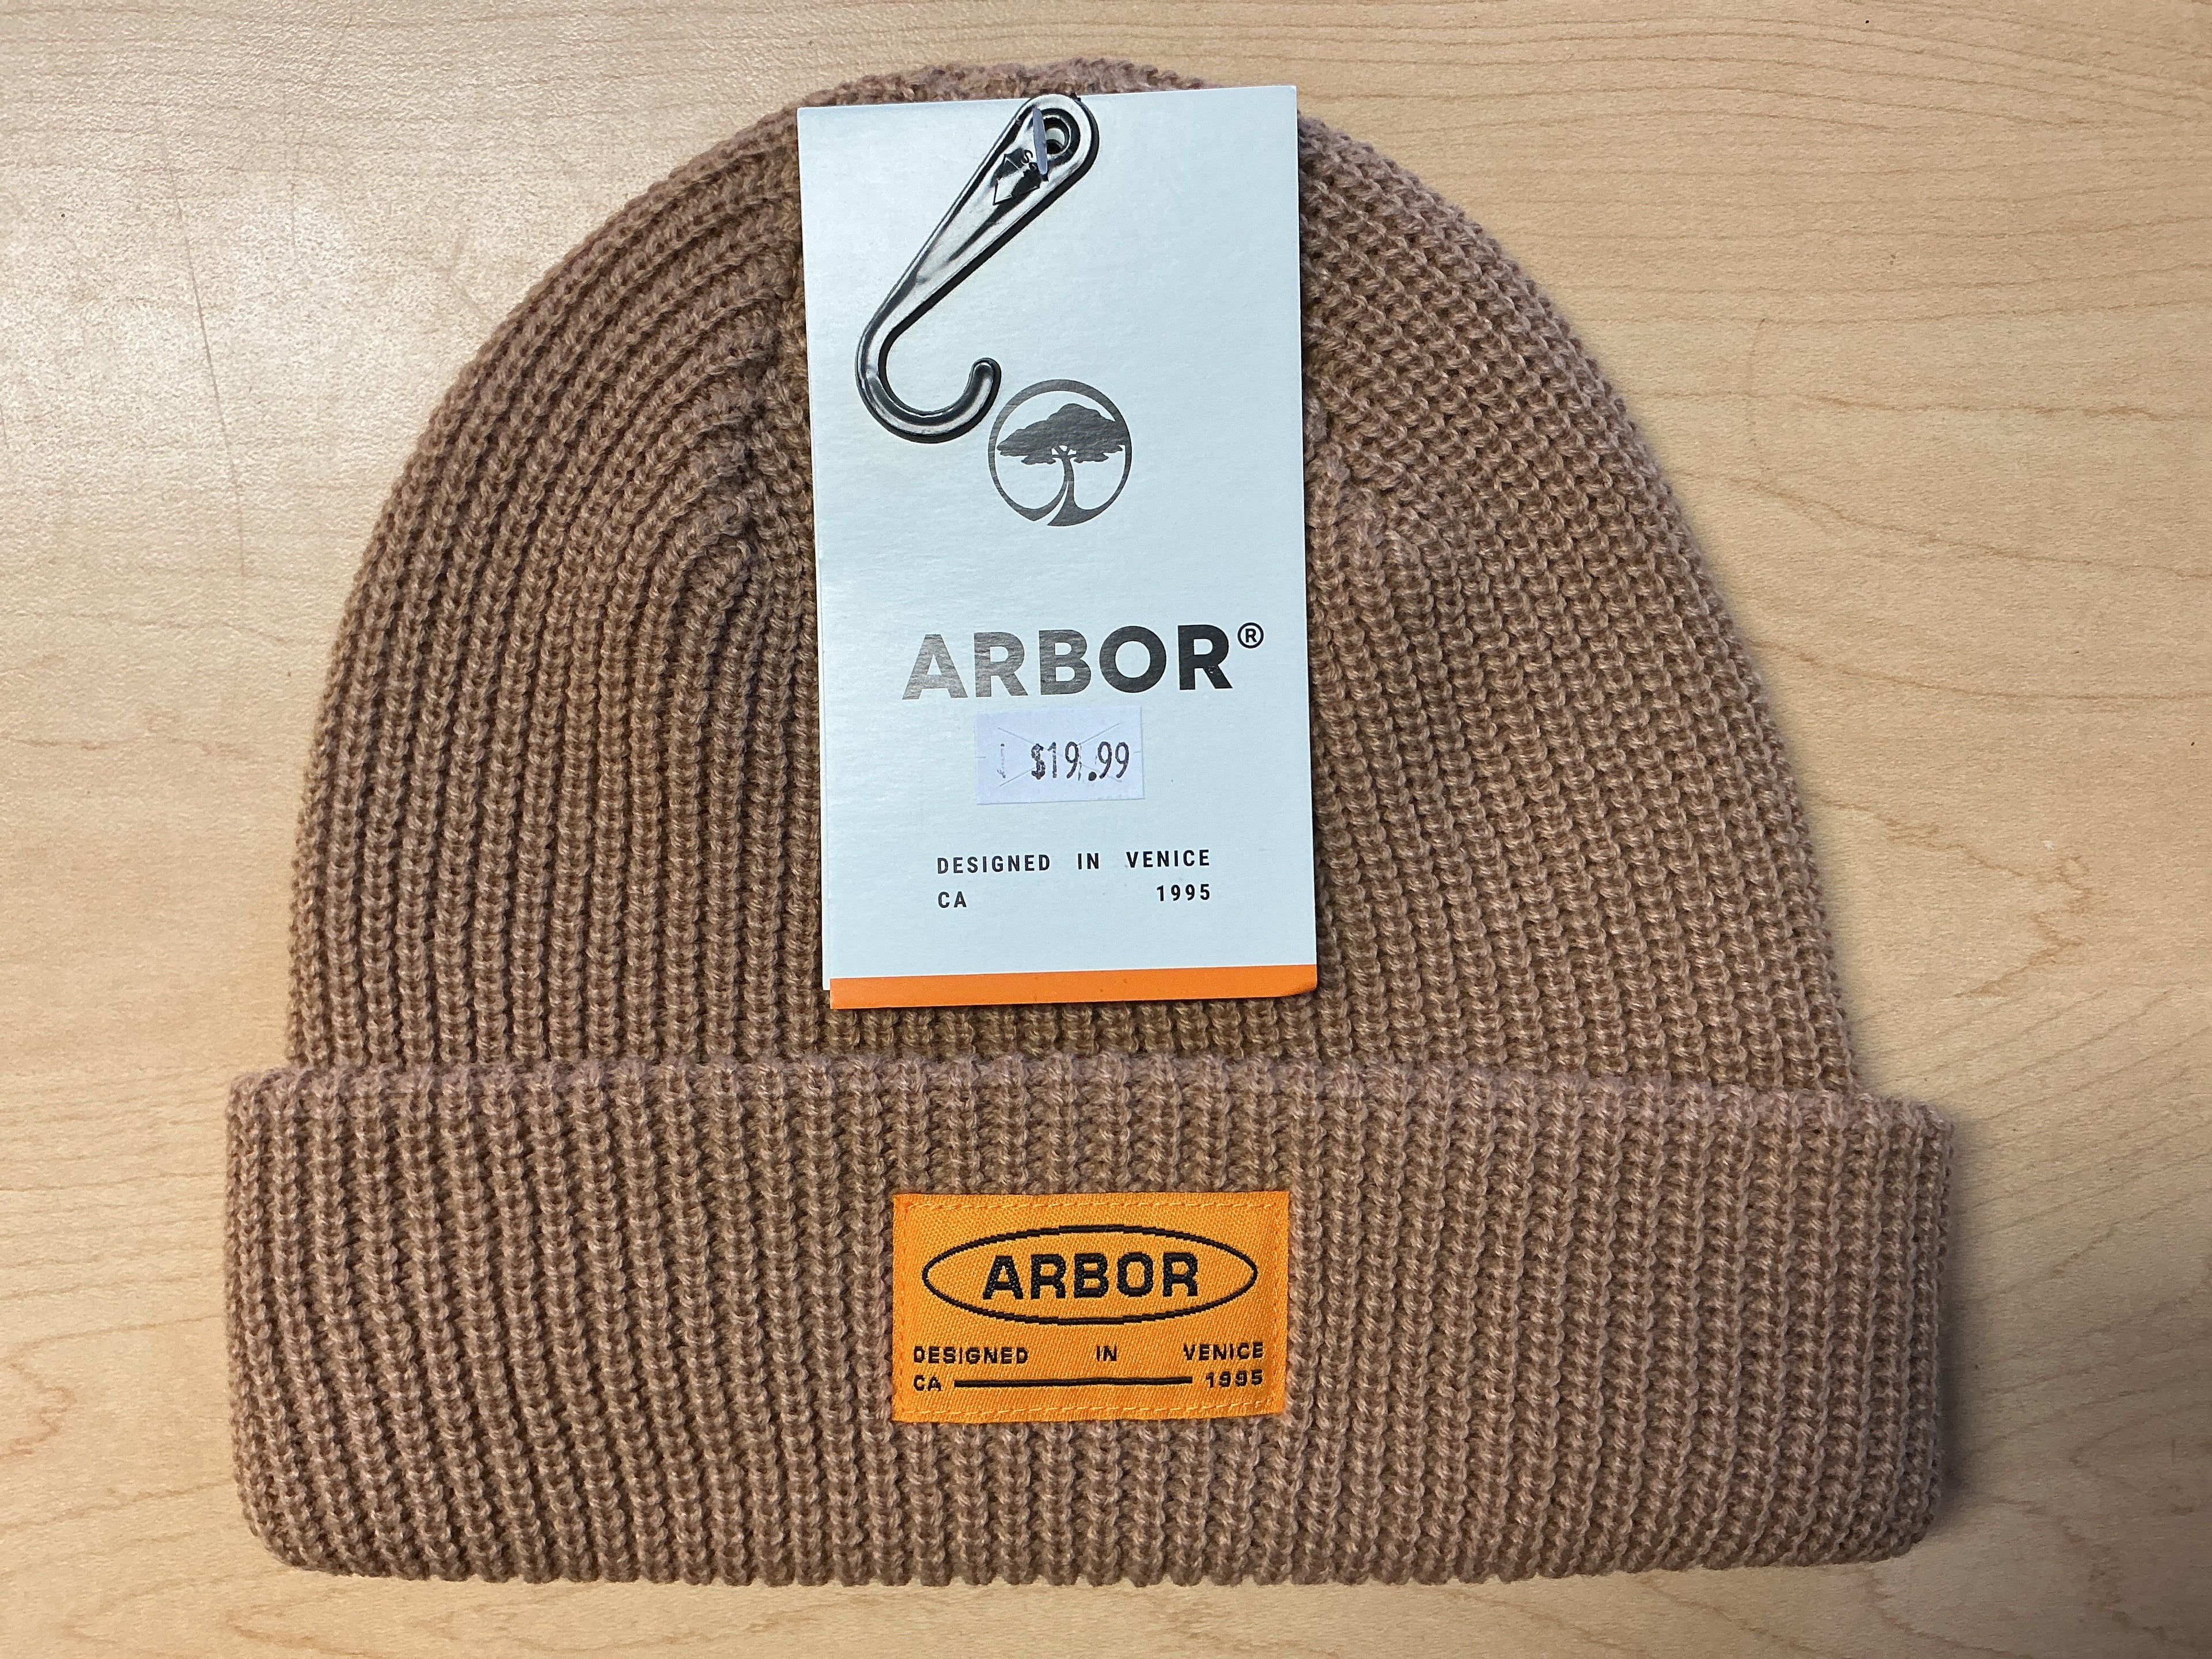 ARBOR®
$19.99
DESIGNED IN VENICE
CA 1995
ARBOR
DESIGNED IN VENICE
CA 1995